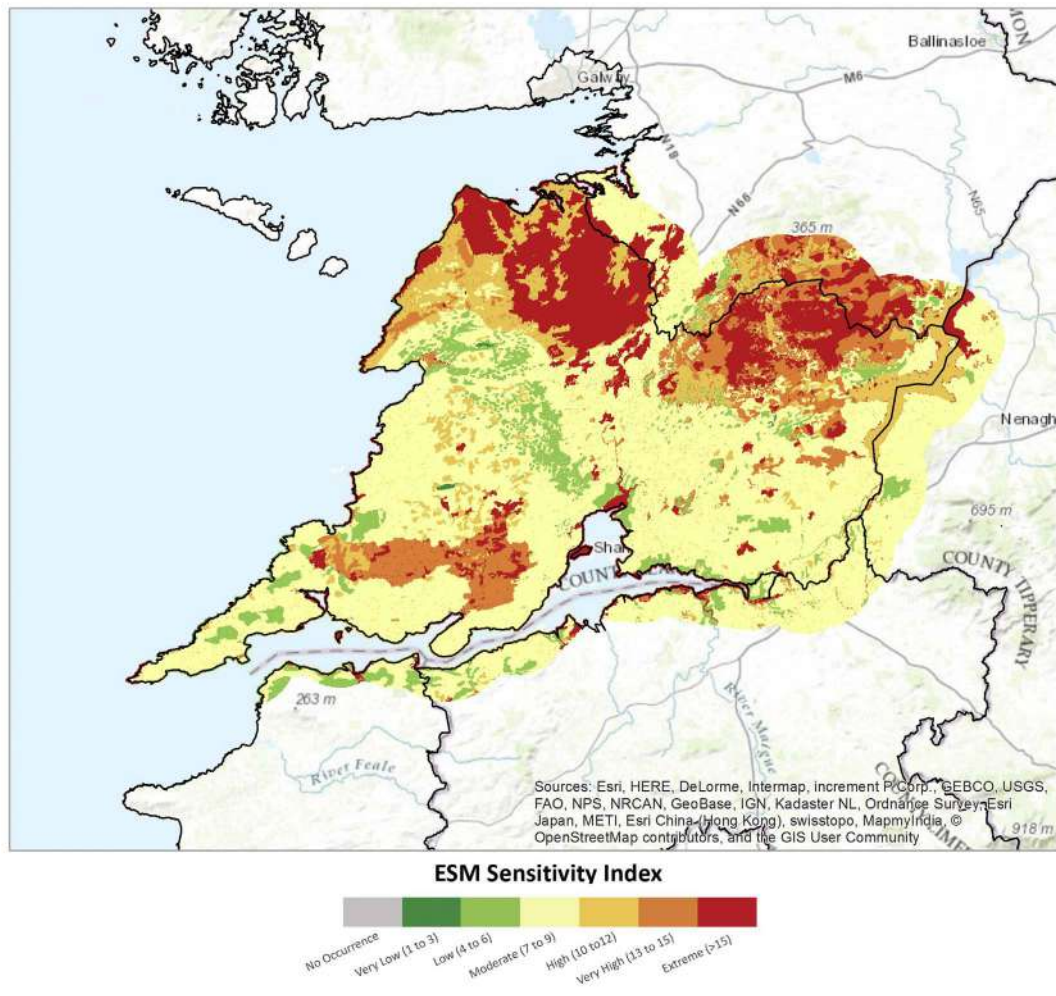 MON
Ballinasloe
M6
Galway
N18
N66
N65
365 m
Nenagh
695 m
Shan
COUNT
COUNTY TIPPERARY
263 m
River Feale
River Maigue
Sources: Esri, HERE, DeLorme, Intermap, increment P Corp., GEBCO, USGS,
FAO, NPS, NRCAN, GeoBase, IGN, Kadaster NL, Ordnance Survey, Esri
Japan, METI, Esri China (Hong Kong), swisstopo, MapmyIndia, ©
OpenStreetMap contributors, and the GIS User Community
918 m
ESM Sensitivity Index
No Occurrence
Very Low (1 to 3)
Low (4 to 6)
Moderate (7 to 9)
High (10 to12)
Very High (13 to 15)
Extreme (>15)